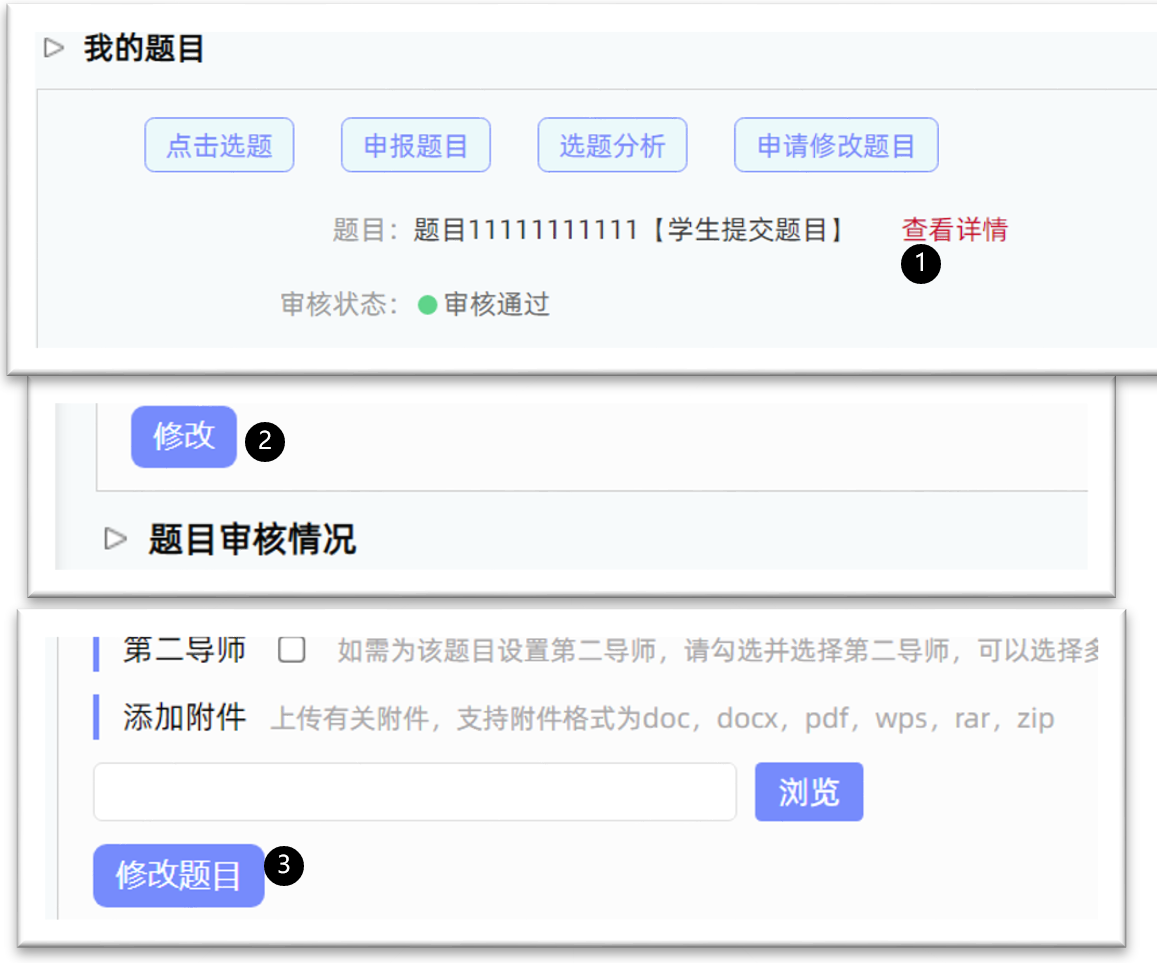 我的题目
点击选题 申报题目 选题分析 申请修改题目
题目： 题目11111111111【学生提交题目】 查看详情
1
审核状态： 审核通过
修改 2
题目审核情况
第二导师 如需为该题目设置第二导师，请勾选并选择第二导师，可以选择多
添加附件 上传有关附件，支持附件格式为doc，docx，pdf，wps，rar，zip
浏览
修改题目 3